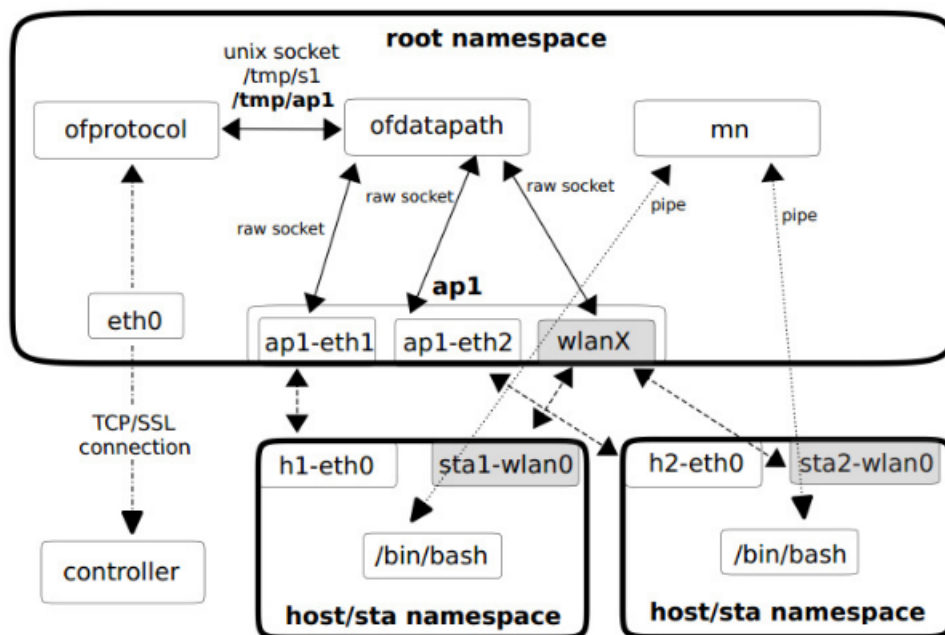 root namespace
unix socket
/tmp/s1
/tmp/ap1
ofprotocol
ofdatapath
mn
raw socket
raw socket
raw socket
pipe
pipe
ap1
eth0
ap1-eth1
ap1-eth2
wlanX
TCP/SSL
connection
h1-eth0
sta1-wlan0
h2-eth0
sta2-wlan0
/bin/bash
/bin/bash
controller
host/sta namespace
host/sta namespace